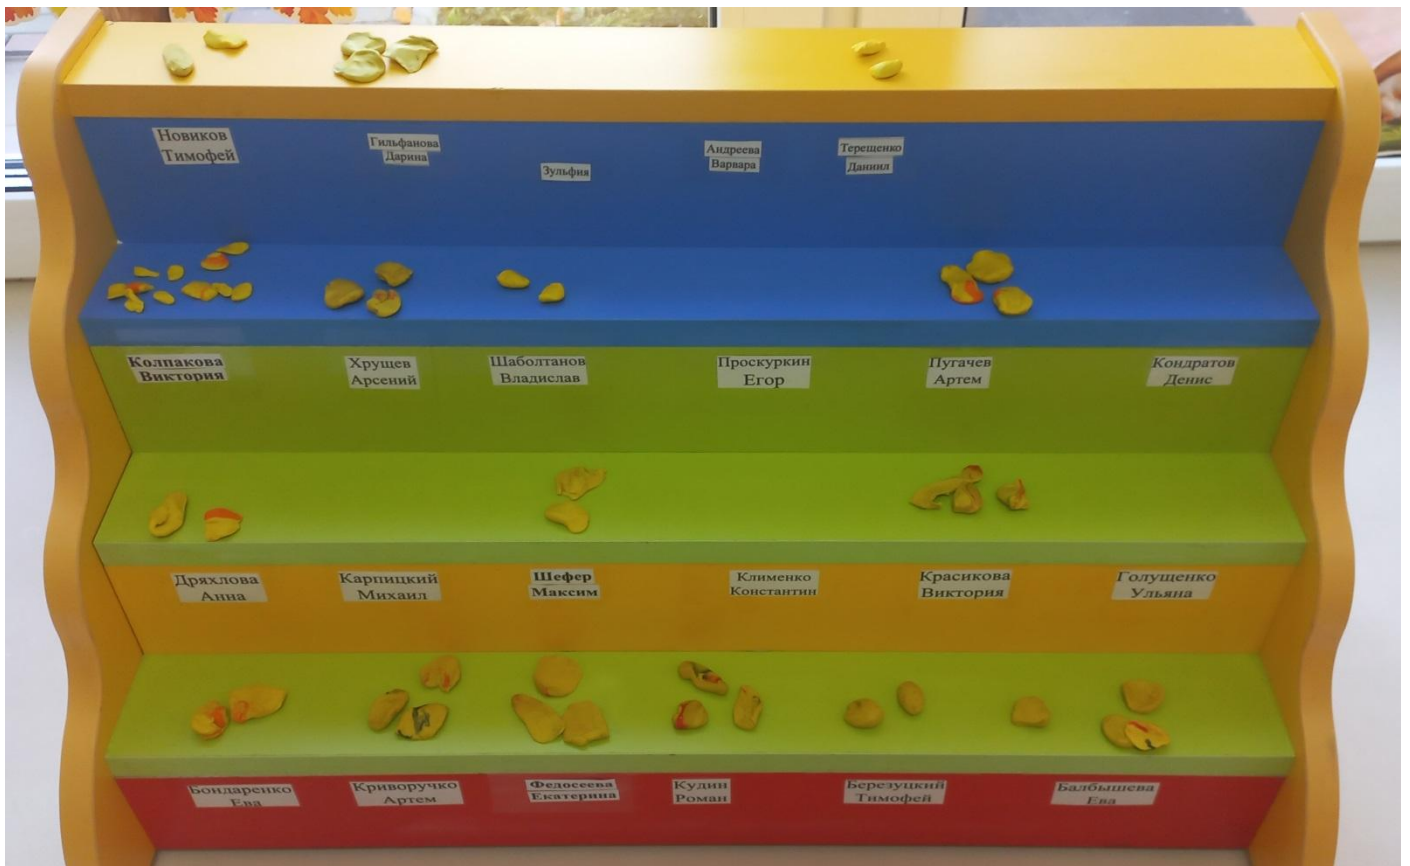 Новиков
Тимофей
Гильфанова
Дарина
Зульфия
Андреева
Варвара
Терещенко
Даниил
Колпакова
Виктория
Хрущев
Арсений
Шаболтанов
Владислав
Проскуркин
Егор
Пугачев
Артем
Кондратов
Денис
Дряхлова
Анна
Карпицкий
Михаил
Шефер
Максим
Клименко
Константин
Красикова
Виктория
Голущенко
Ульяна
Бондаренко
Ева
Криворучко
Артем
Федосеева
Екатерина
Кудин
Роман
Березуцкий
Тимофей
Балбышева
Ева